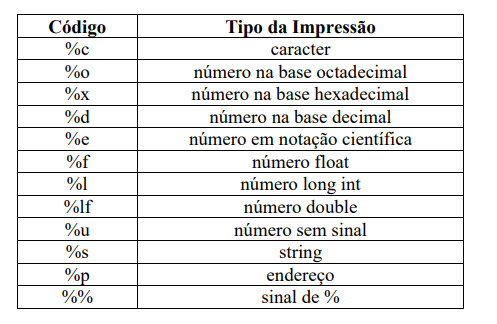 Código Tipo da Impressão
%c caracter
%o número na base octadecimal
%x número na base hexadecimal
%d número na base decimal
%e número em notação científica
%f número float
%l número long int
%lf número double
%u número sem sinal
%s string
%p endereço
%% sinal de %